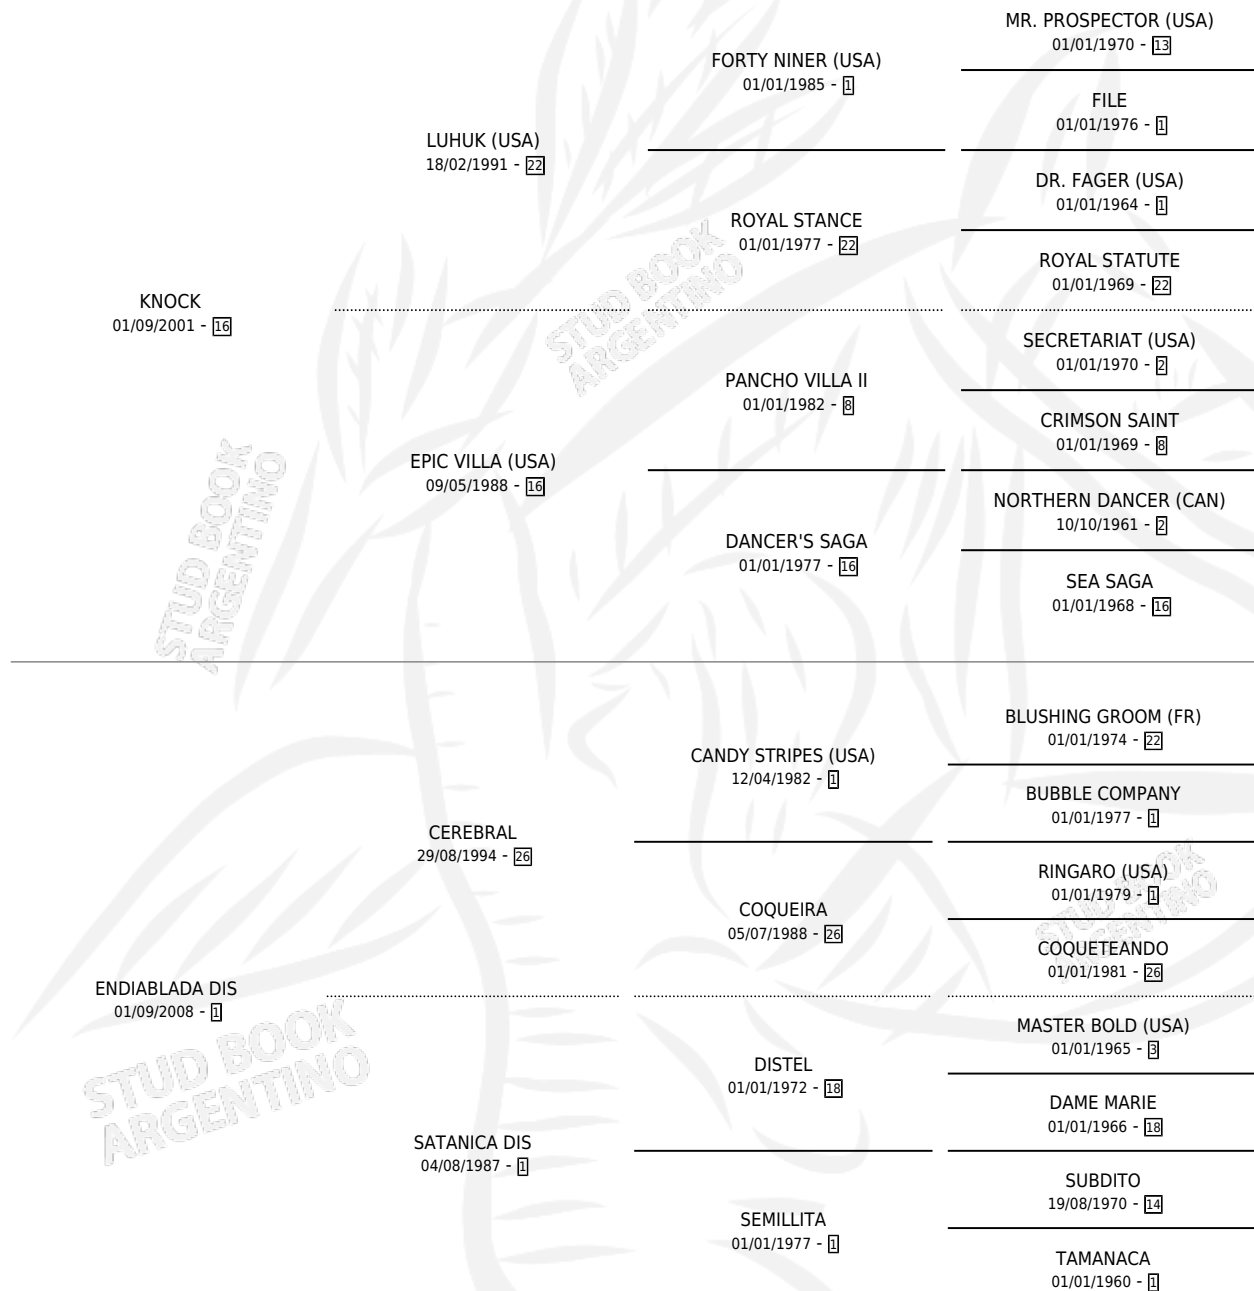 MR. PROSPECTOR (USA)
01/01/1970 - 13
FORTY NINER (USA)
01/01/1985 - 1
FILE
01/01/1976 - 1
LUHUK (USA)
18/02/1991 - 22
DR. FAGER (USA)
01/01/1964 - 1
ROYAL STANCE
01/01/1977 - 22
ROYAL STATUTE
01/01/1969 - 22
KNOCK
01/09/2001 - 16
STUD BOOK
ARGENTINO
SECRETARIAT (USA)
01/01/1970 - 2
PANCHO VILLA II
01/01/1982 - 8
CRIMSON SAINT
01/01/1969 - 8
EPIC VILLA (USA)
09/05/1988 - 16
NORTHERN DANCER (CAN)
10/10/1961 - 2
DANCER'S SAGA
01/01/1977 - 16
SEA SAGA
01/01/1968 - 16
STUD BOOK
ARGENTINO
BLUSHING GROOM (FR)
01/01/1974 - 22
CANDY STRIPES (USA)
12/04/1982 - 1
BUBBLE COMPANY
01/01/1977 - 1
CEREBRAL
29/08/1994 - 26
RINGARO (USA)
01/01/1979 - 1
COQUEIRA
05/07/1988 - 26
STUD BOOK
ARGENTINO
COQUETEANDO
01/01/1981 - 26
ENDIABLADA DIS
01/09/2008 - 1
MASTER BOLD (USA)
01/01/1965 - 3
DISTEL
01/01/1972 - 18
DAME MARIE
01/01/1966 - 18
STUD BOOK
ARGENTINO
SATANICA DIS
04/08/1987 - 1
SUBDITO
19/08/1970 - 14
SEMILLITA
01/01/1977 - 1
TAMANACA
01/01/1960 - 1